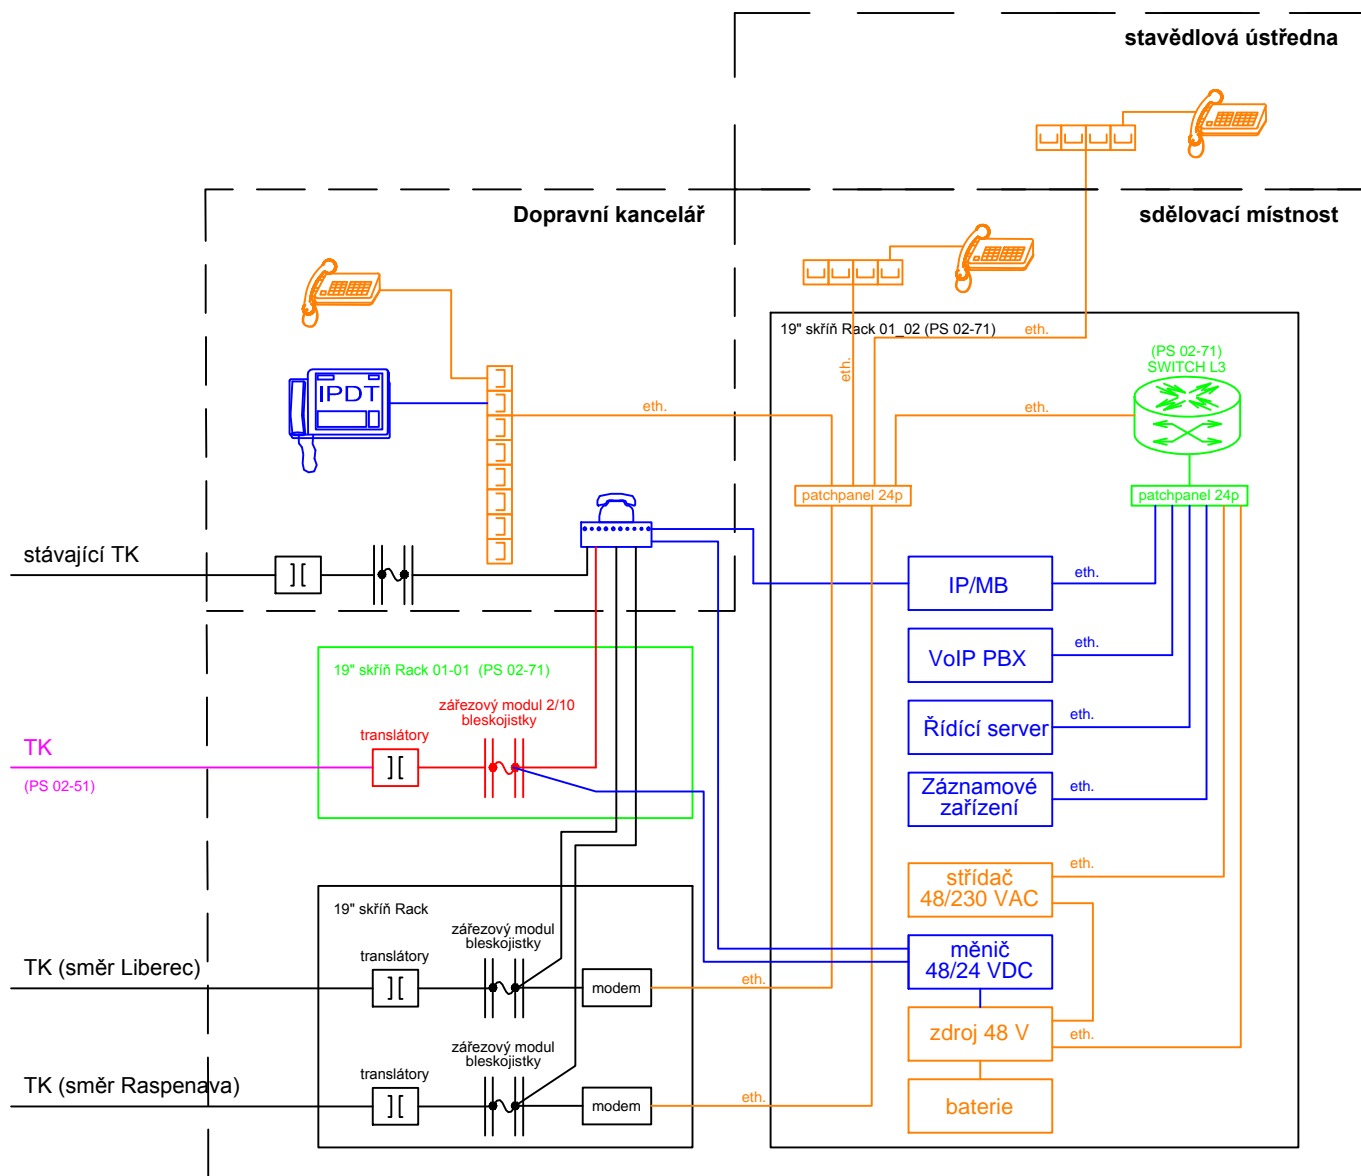 stavědlová ústředna
Dopravní kancelář
sdělovací místnost
19" skříň Rack 01_02 (PS 02-71)
eth.
(PS 02-71)
SWITCH L3
eth.
IPDT
eth.
eth.
patchpanel 24p
patchpanel 24p
stávající TK
][
IP/MB
eth.
VoIP PBX
eth.
19" skříň Rack 01-01 (PS 02-71)
zářezový modul 2/10
bleskojistky
translátory
][
TK
(PS 02-51)
Řídící server
eth.
Záznamové
zařízení
eth.
střídač
48/230 VAC
eth.
19" skříň Rack
zářezový modul
bleskojistky
translátory
][
modem
eth.
TK (směr Liberec)
měnič
48/24 VDC
zdroj 48 V
eth.
zářezový modul
bleskojistky
translátory
][
modem
eth.
TK (směr Raspenava)
baterie